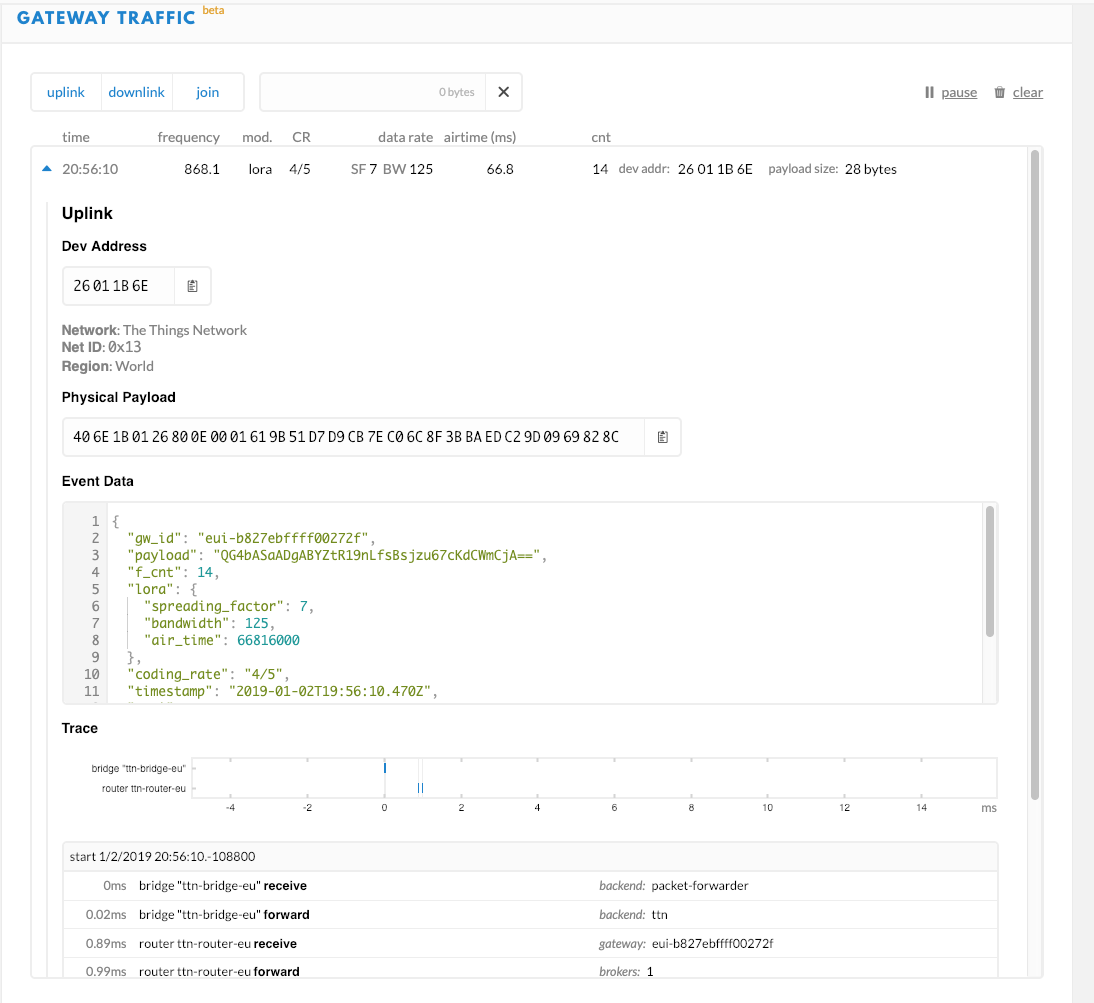 GATEWAY TRAFFIC beta
uplink downlink join 0 bytes pause clear
time frequency mod. CR data rate airtime (ms) cnt
20:56:10 868.1 lora 4/5 SF 7 BW 125 66.8 14 dev addr: 26 01 1B 6E payload size: 28 bytes
Uplink
Dev Address
26 01 1B 6E
Network: The Things Network
Net ID: 0x13
Region: World
Physical Payload
40 6E 1B 01 26 80 0E 00 01 61 9B 51 D7 D9 CB 7E C0 6C 8F 3B BA ED C2 9D 09 69 82 8C
Event Data
1 {
2 "gw_id": "eui-b827ebffff00272f",
3 "payload": "QG4bASaADgABYZtR19nLfsBsjzu67cKdCWmCjA==",
4 "f_cnt": 14,
5 "lora": {
6 "spreading_factor": 7,
7 "bandwidth": 125,
8 "air_time": 66816000
9 },
10 "coding_rate": "4/5",
11 "timestamp": "2019-01-02T19:56:10.470Z",
Trace
bridge "ttn-bridge-eu"
router ttn-router-eu
-4 -2 0 2 4 6 8 10 12 14 ms
start 1/2/2019 20:56:10.-108800
0ms bridge "ttn-bridge-eu" receive backend: packet-forwarder
0.02ms bridge "ttn-bridge-eu" forward backend: ttn
0.89ms router ttn-router-eu receive gateway: eui-b827ebffff00272f
0.99ms router ttn-router-eu forward brokers: 1